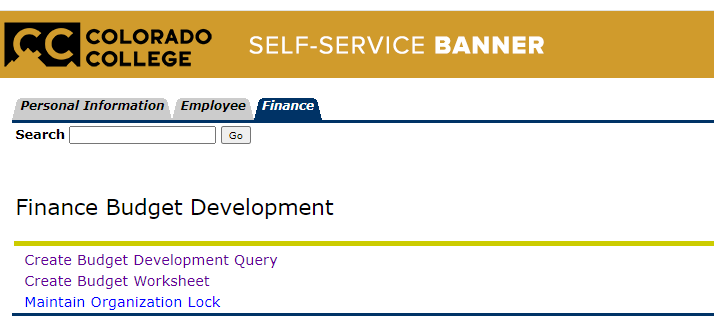 COLORADO
COLLEGE
SELF-SERVICE BANNER
Personal Information Employee Finance
Search Go
Finance Budget Development
Create Budget Development Query
Create Budget Worksheet
Maintain Organization Lock